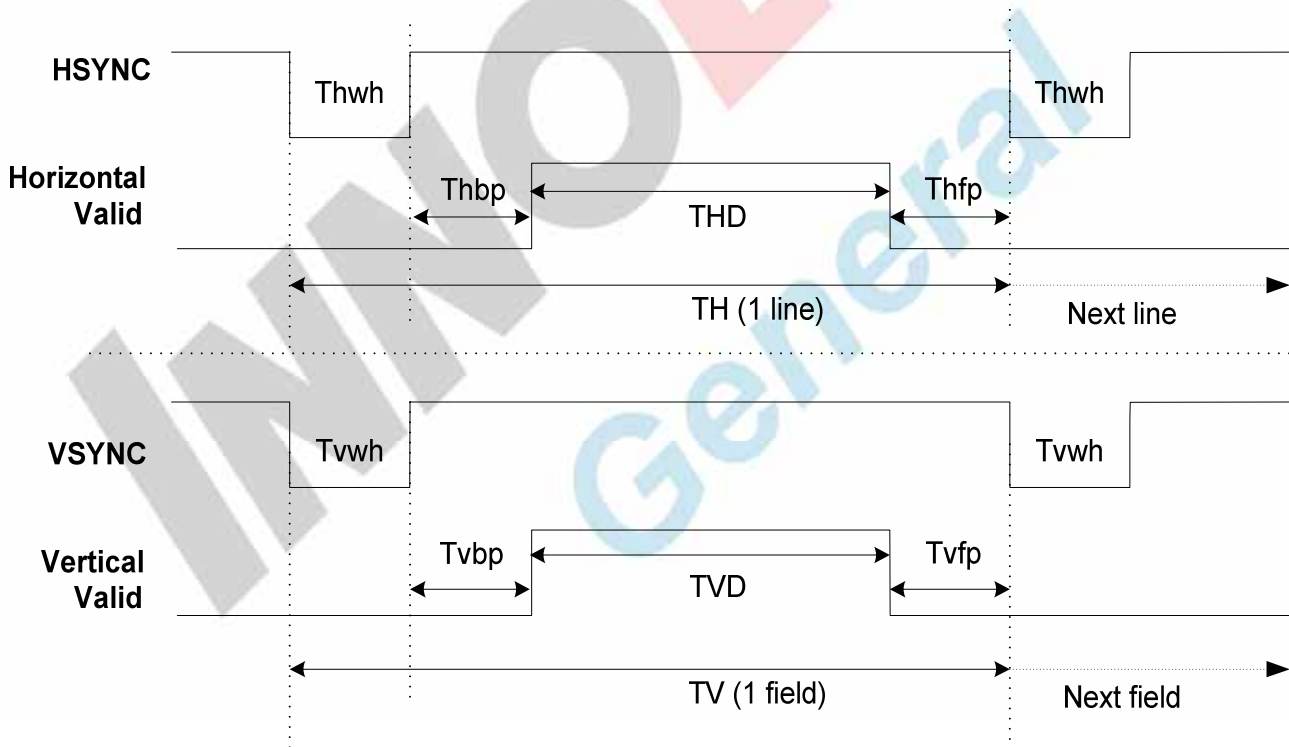 HSYNC
Thwh
Thwh
Horizontal
Valid
Thbp
THD
Thfp
TH (1 line)
Next line
VSYNC
Tvwh
Tvwh
Vertical
Valid
Tvbp
TVD
Tvfp
TV (1 field)
Next field
INNO
General